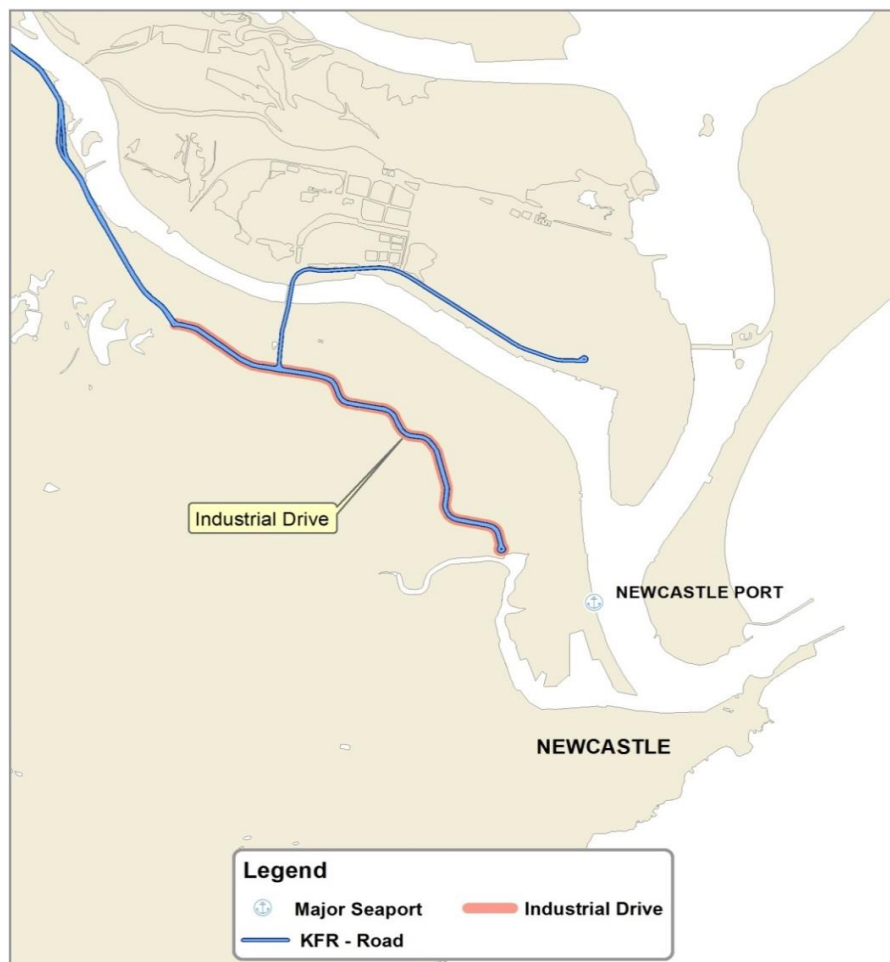 Industrial Drive
NEWCASTLE PORT
NEWCASTLE
Legend
Major Seaport
Industrial Drive
KFR - Road